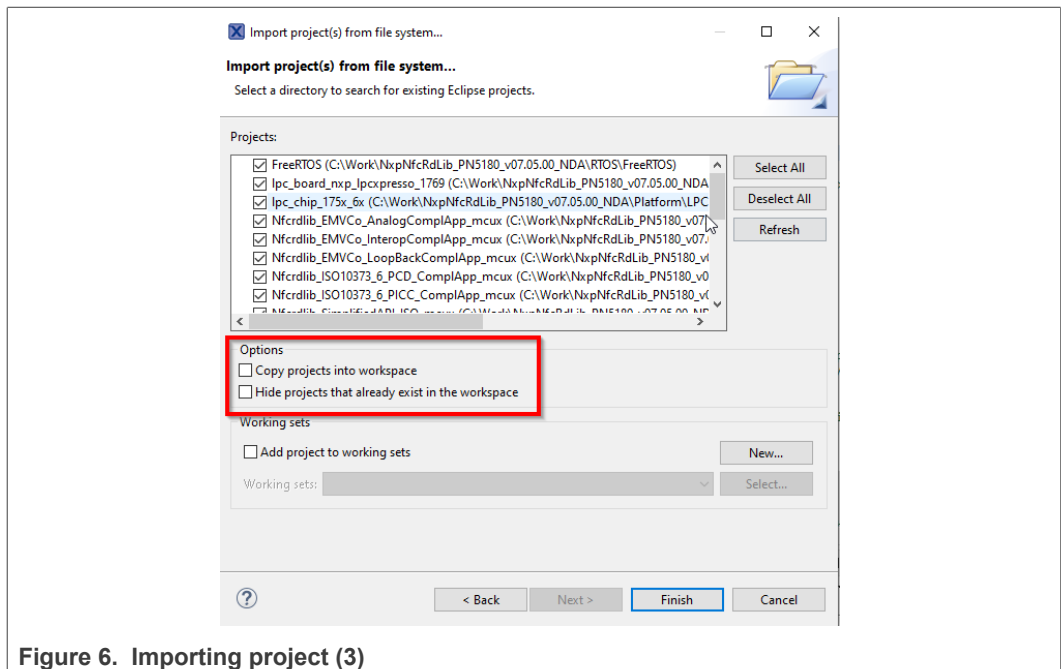 Import project(s) from file system...
Import project(s) from file system...
Select a directory to search for existing Eclipse projects.
Projects:
FreeRTOS (C:\Work\NxpNfcRdLib_PN5180_v07.05.00_NDA\RTOS\FreeRTOS)
Select All
lpc_board_nxp_lpcxpresso_1769 (C:\Work\NxpNfcRdLib_PN5180_v07.05.00_NDA
lpc_chip_175x_6x (C:\Work\NxpNfcRdLib_PN5180_v07.05.00_NDA\Platform\LPC
Deselect All
Nfcrdlib_EMVCo_AnalogComplApp_mcux (C:\Work\NxpNfcRdLib_PN5180_v07
Refresh
Nfcrdlib_EMVCo_InteropComplApp_mcux (C:\Work\NxpNfcRdLib_PN5180_v07.
Nfcrdlib_EMVCo_LoopBackComplApp_mcux (C:\Work\NxpNfcRdLib_PN5180_v
Nfcrdlib_ISO10373_6_PCD_ComplApp_mcux (C:\Work\NxpNfcRdLib_PN5180_v0
Nfcrdlib_ISO10373_6_PICC_ComplApp_mcux (C:\Work\NxpNfcRdLib_PN5180_v
Options
Copy projects into workspace
Hide projects that already exist in the workspace
Working sets
Add project to working sets
New...
Working sets:
Select...
?
< Back
Next >
Finish
Cancel
Figure 6. Importing project (3)